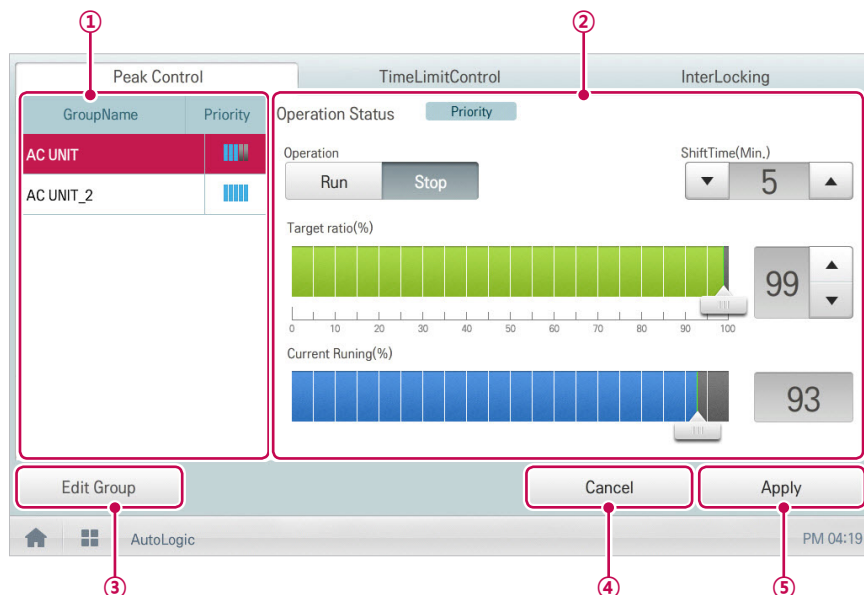 ① ②
Peak Control TimeLimitControl InterLocking
GroupName Priority Operation Status Priority
AC UNIT
Operation ShiftTime(Min.)
Run Stop 5
AC UNIT_2
Target ratio(%)
99
0 10 20 30 40 50 60 70 80 90 100
Current Runing(%)
93
Edit Group Cancel Apply
AutoLogic PM 04:19
③ ④ ⑤